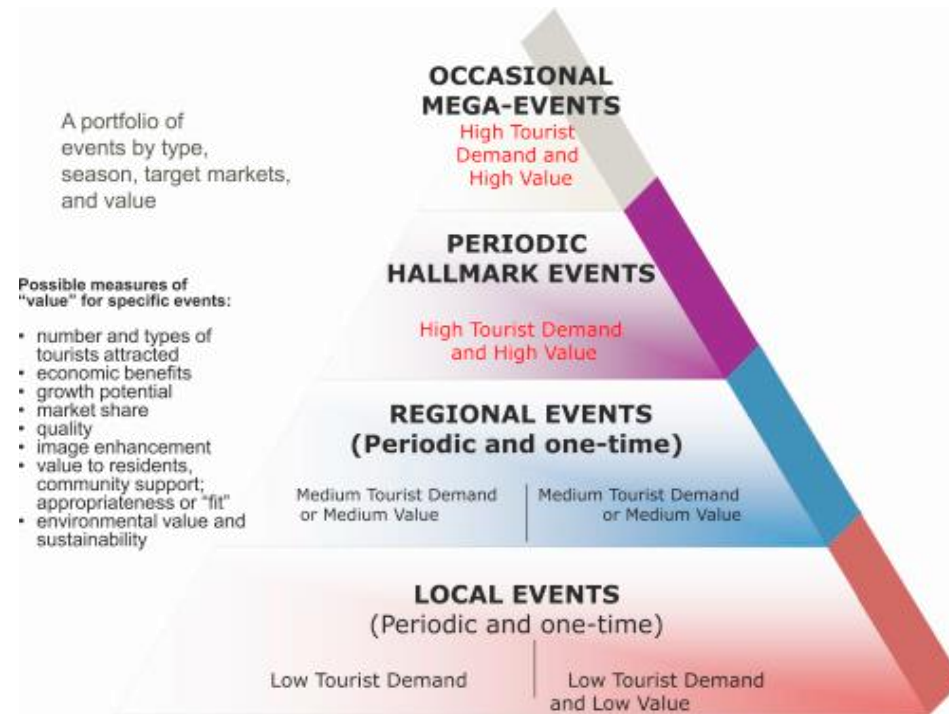 A portfolio of
events by type,
season, target markets,
and value
Possible measures of
“value” for specific events:
• number and types of
tourists attracted
• economic benefits
• growth potential
• market share
• quality
• image enhancement
• value to residents,
community support;
appropriateness or “fit”
• environmental value and
sustainability
OCCASIONAL
MEGA-EVENTS
High Tourist
Demand and
High Value
PERIODIC
HALLMARK EVENTS
High Tourist Demand
and High Value
REGIONAL EVENTS
(Periodic and one-time)
Medium Tourist Demand
or Medium Value
Medium Tourist Demand
or Medium Value
LOCAL EVENTS
(Periodic and one-time)
Low Tourist Demand
Low Tourist Demand
and Low Value